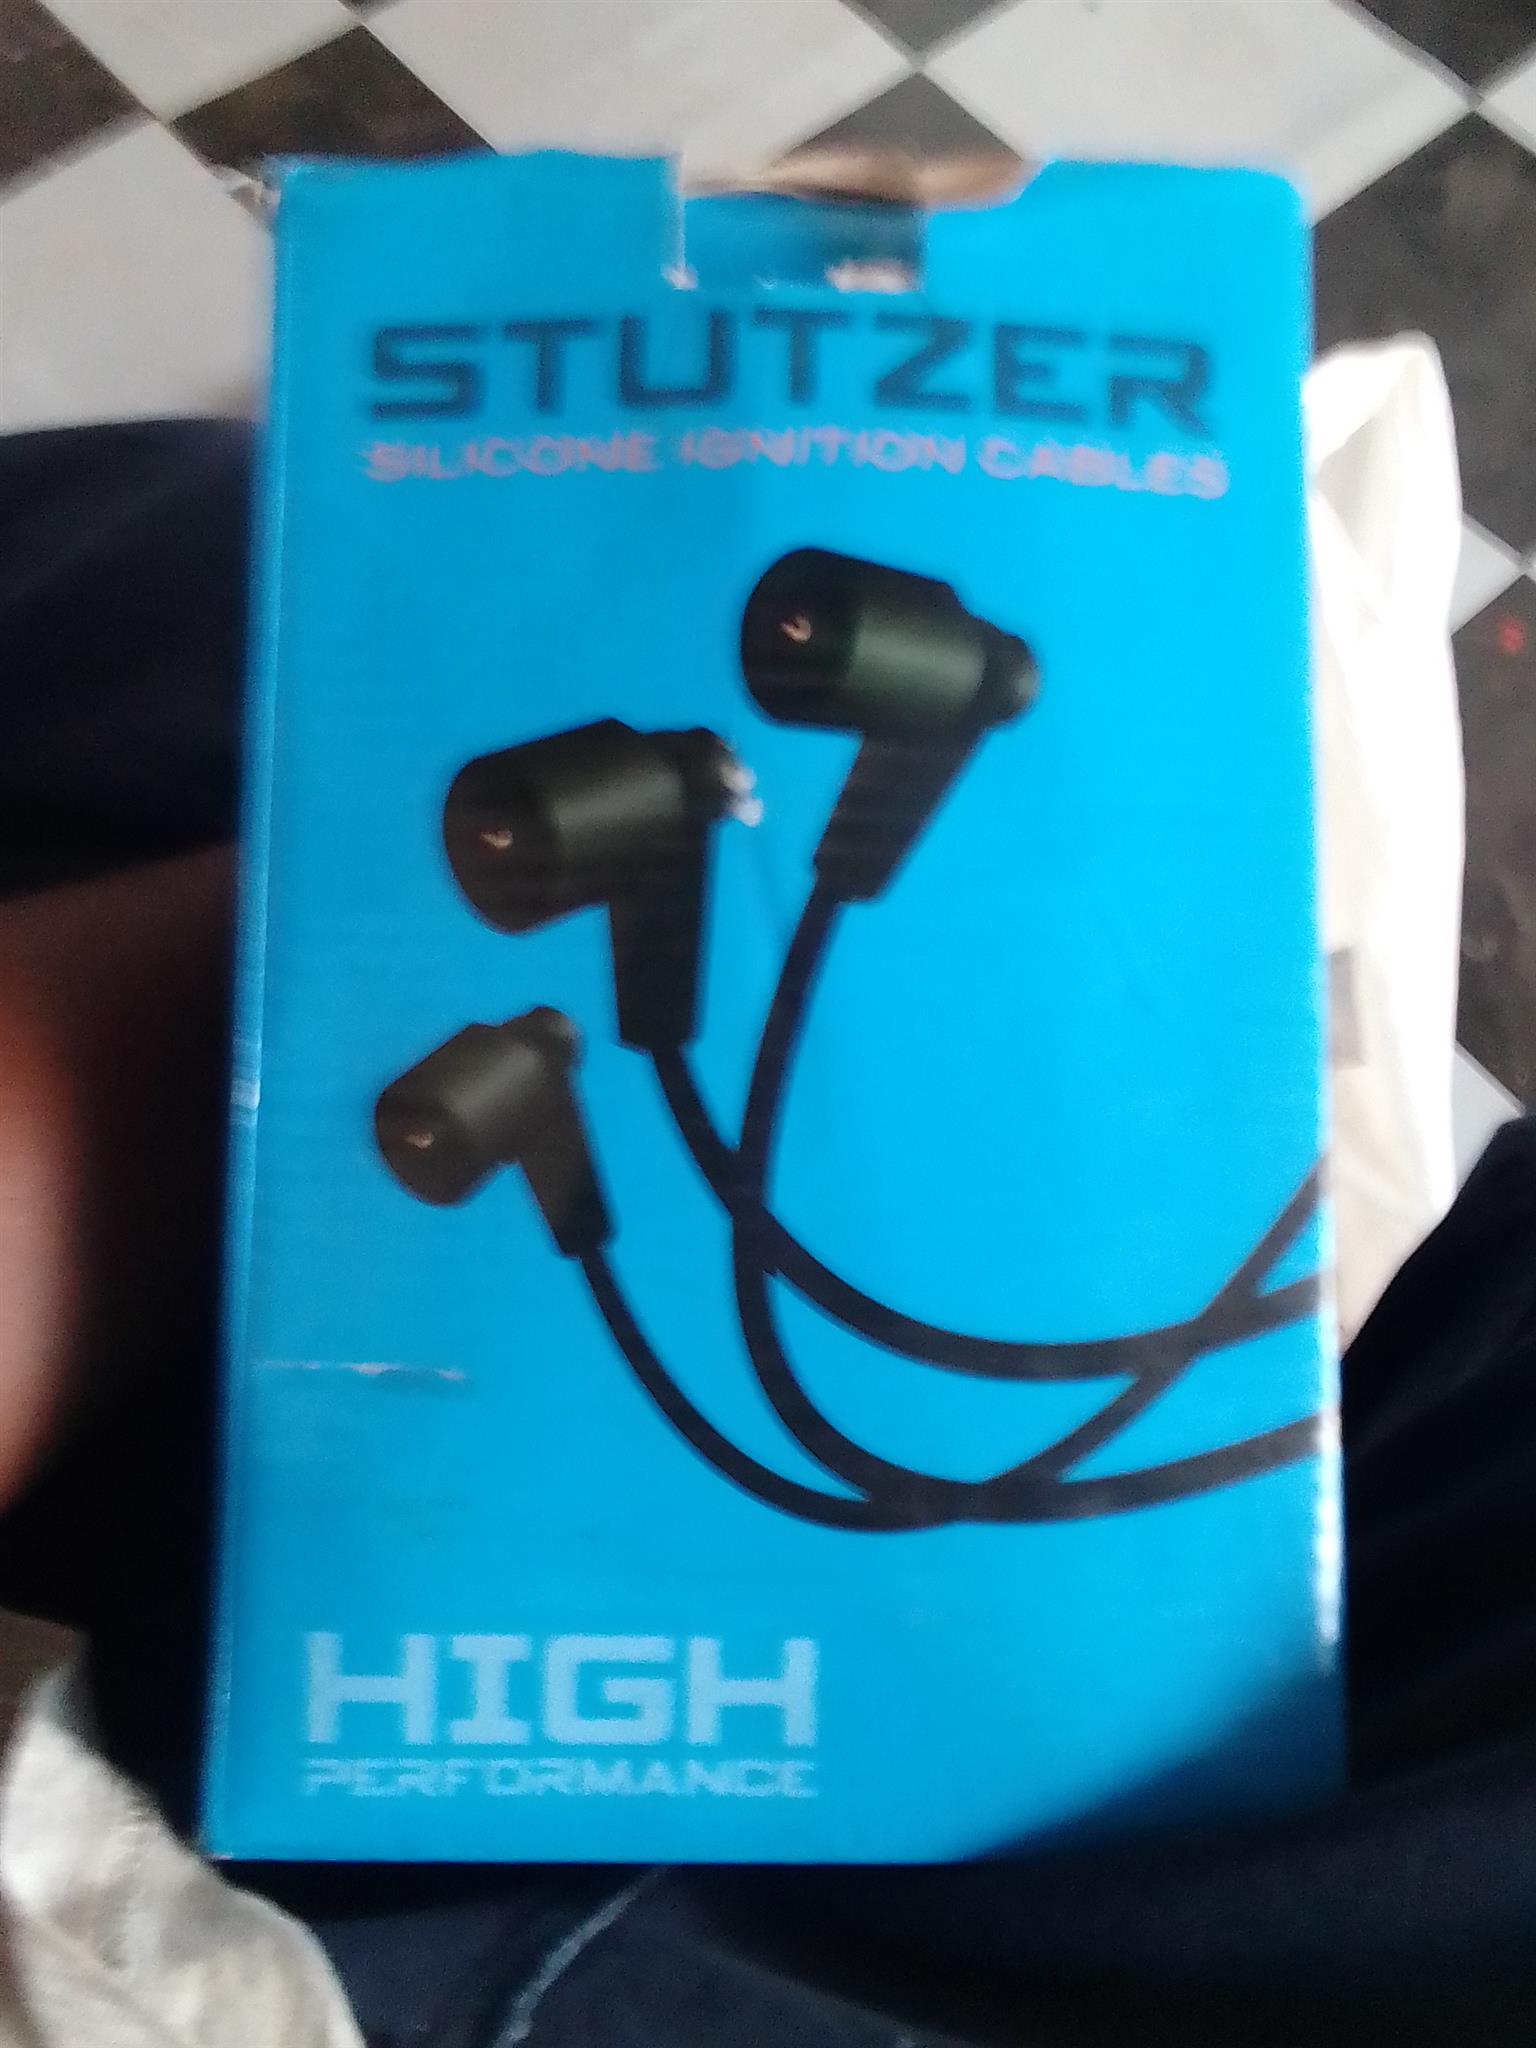 STUTZER
SILICONE IGNITION CABLES
HIGH
PERFORMANCE